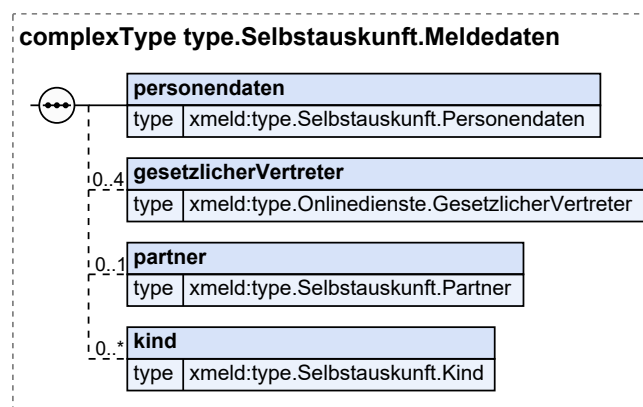 complexType type.Selbstauskunft.Meldedaten
personendaten
type xmeld:type.Selbstauskunft.Personendaten
0..4 gesetzlicherVertreter
type xmeld:type.Onlinedienste.GesetzlicherVertreter
0..1 partner
type xmeld:type.Selbstauskunft.Partner
0..* kind
type xmeld:type.Selbstauskunft.Kind